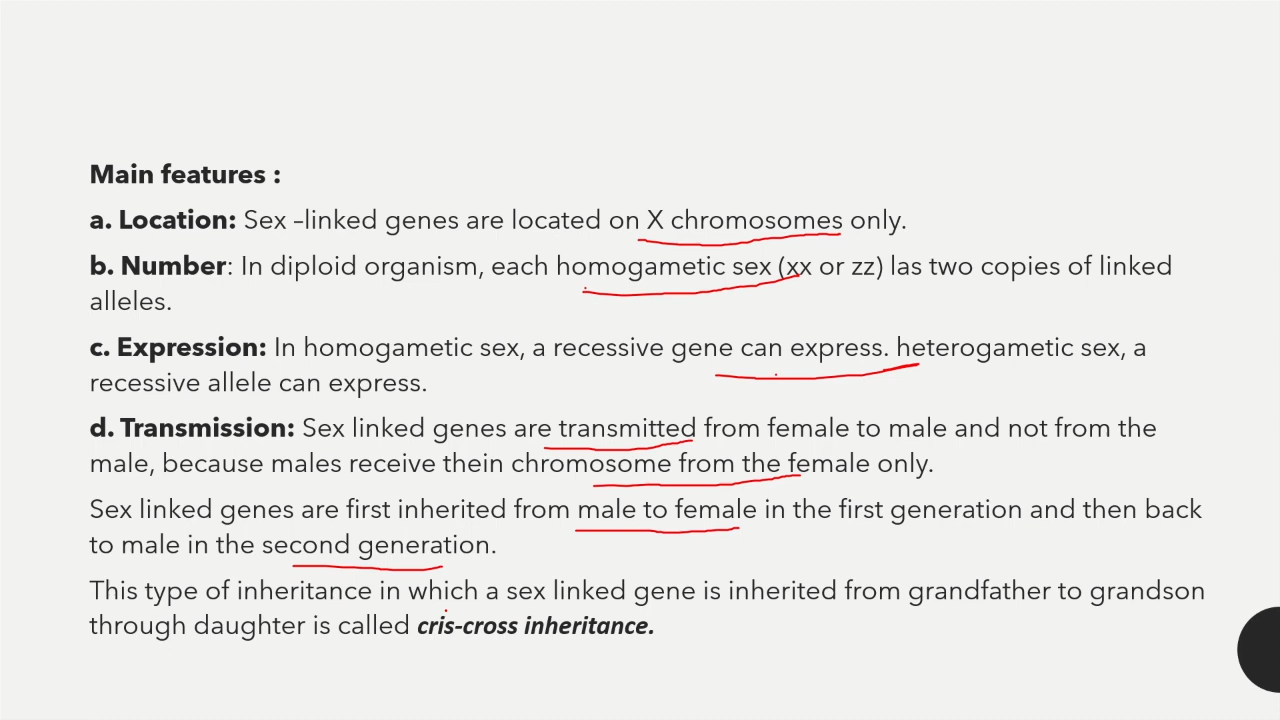 Main features :
a. Location: Sex –linked genes are located on X chromosomes only.
b. Number: In diploid organism, each homogametic sex (xx or zz) las two copies of linked
alleles.
c. Expression: In homogametic sex, a recessive gene can express. heterogametic sex, a
recessive allele can express.
d. Transmission: Sex linked genes are transmitted from female to male and not from the
male, because males receive thein chromosome from the female only.
Sex linked genes are first inherited from male to female in the first generation and then back
to male in the second generation.
This type of inheritance in which a sex linked gene is inherited from grandfather to grandson
through daughter is called cris-cross inheritance.